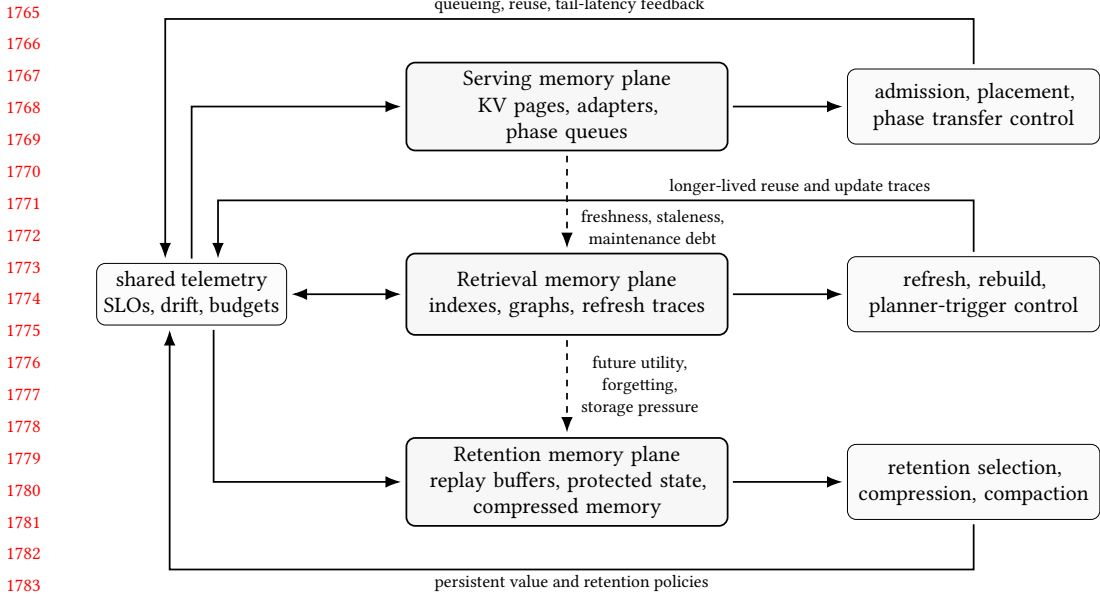 1765
queueing, reuse, tail-latency feedback
1766
1767
Serving memory plane
KV pages, adapters,
phase queues
admission, placement,
phase transfer control
1768
1769
1770
longer-lived reuse and update traces
1771
freshness, staleness,
maintenance debt
1772
1773
shared telemetry
SLOs, drift, budgets
Retrieval memory plane
indexes, graphs, refresh traces
refresh, rebuild,
planner-trigger control
1774
1775
1776
future utility,
forgetting,
storage pressure
1777
1778
1779
Retention memory plane
replay buffers, protected state,
compressed memory
retention selection,
compression, compaction
1780
1781
1782
1783
persistent value and retention policies